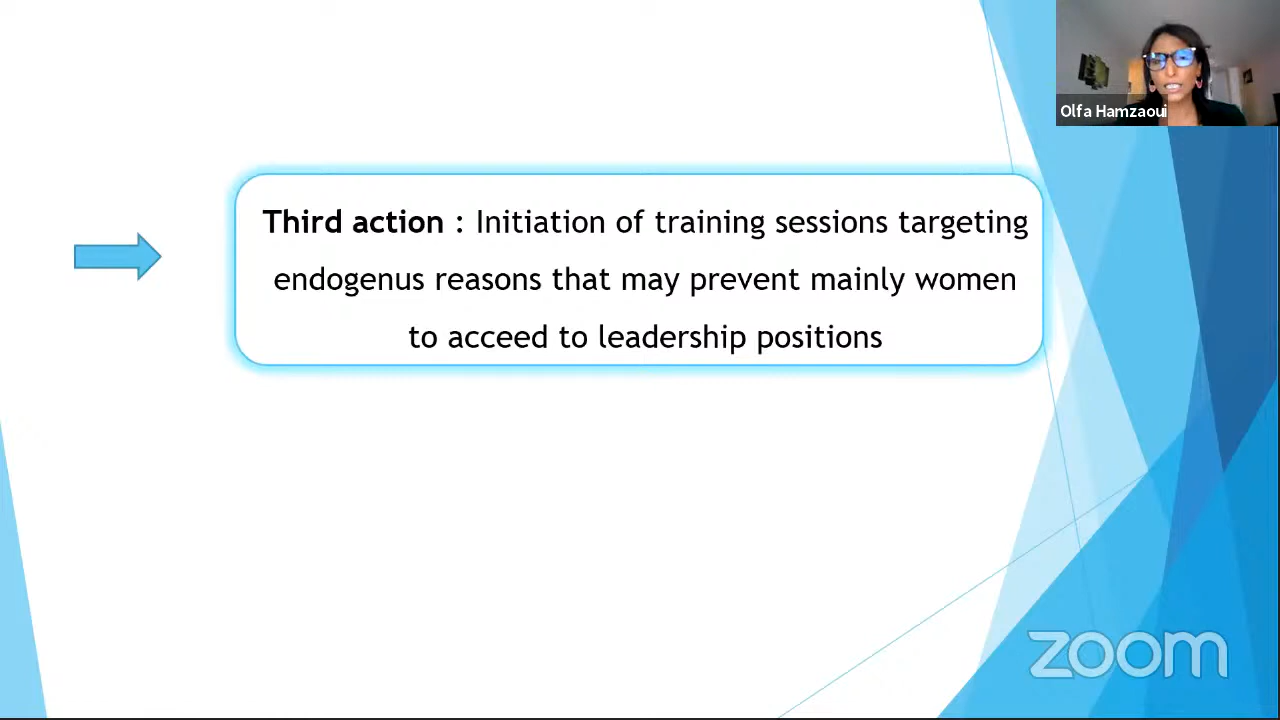 Olfa Hamzaoui
Third action : Initiation of training sessions targeting
endogenus reasons that may prevent mainly women
to acceed to leadership positions
zoom